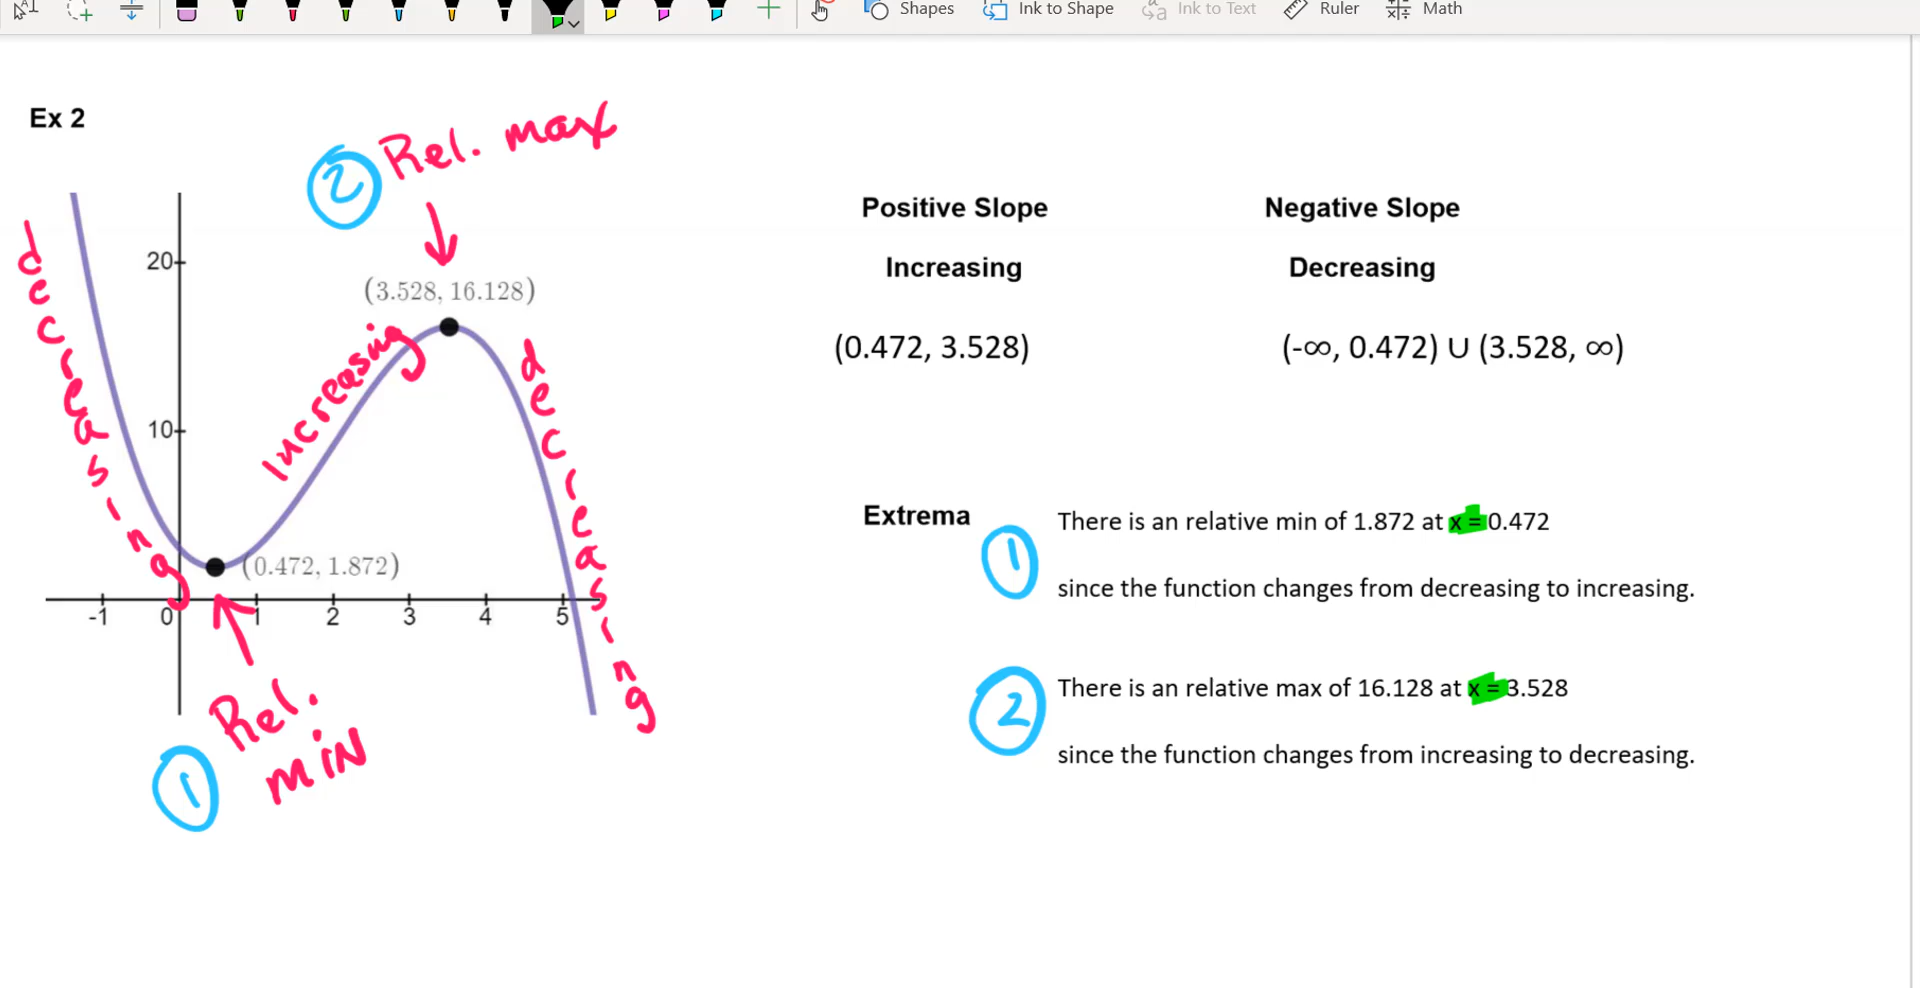 Shapes
Ink to Shape
Ink to Text
Ruler
Math
Ex 2
2 Rel. max
20
(3.528, 16.128)
decreasing
Increasing
decreasing
10
(0.472, 1.872)
-1 0 1 2 3 4 5
Rel.
min
1
Positive Slope
Increasing
(0.472, 3.528)
Negative Slope
Decreasing
(-∞, 0.472) ∪ (3.528, ∞)
Extrema
1
There is an relative min of 1.872 at x = 0.472
since the function changes from decreasing to increasing.
2
There is an relative max of 16.128 at x = 3.528
since the function changes from increasing to decreasing.